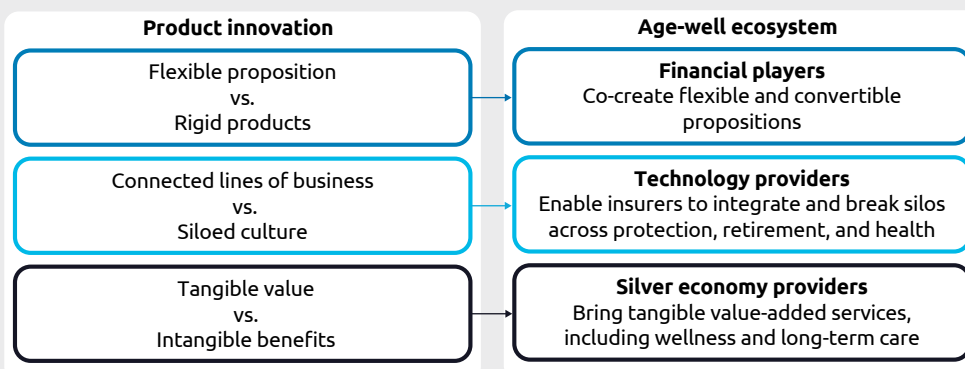 Product innovation
Flexible proposition
vs.
Rigid products
Connected lines of business
vs.
Siloed culture
Tangible value
vs.
Intangible benefits
Age-well ecosystem
Financial players
Co-create flexible and convertible
propositions
Technology providers
Enable insurers to integrate and break silos
across protection, retirement, and health
Silver economy providers
Bring tangible value-added services,
including wellness and long-term care